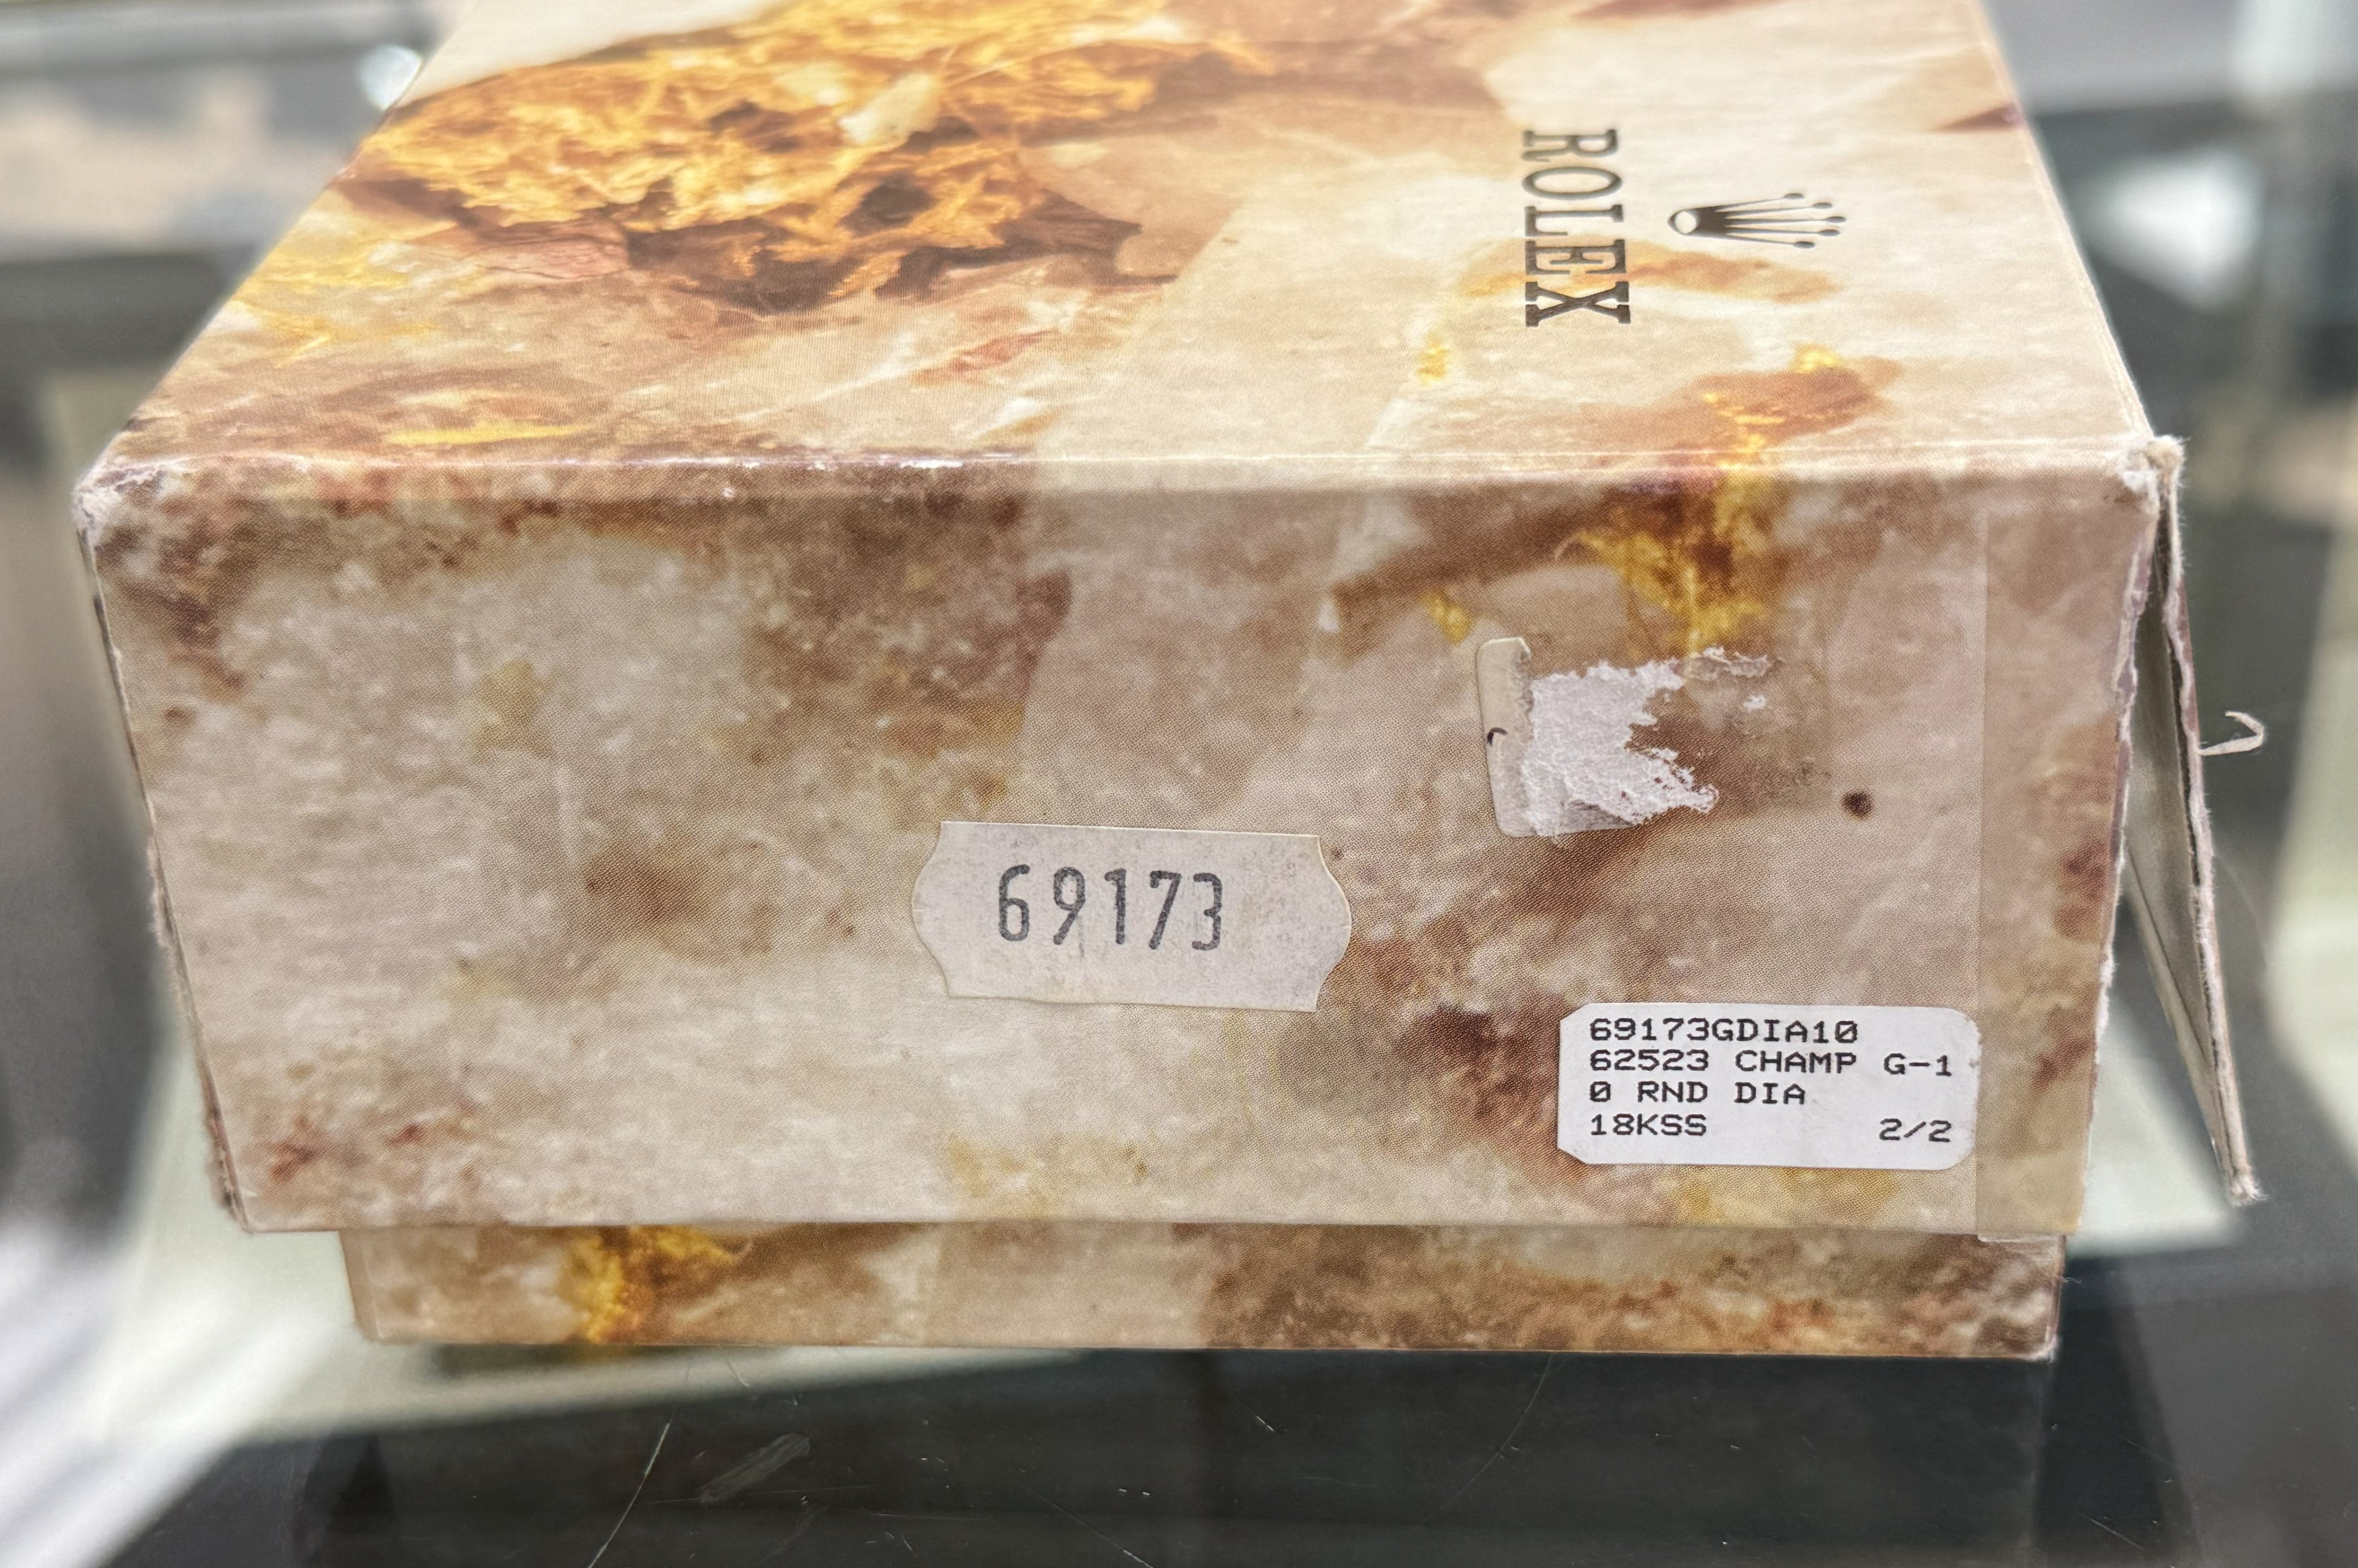 ROLEX
69173
69173GDIA10
62523 CHAMP G-1
0 RND DIA
18KSS 2/2